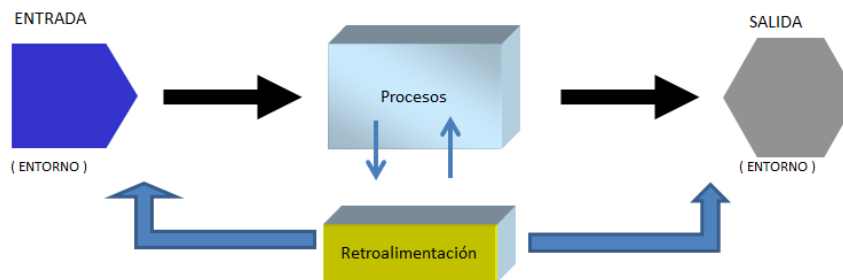 ENTRADA
SALIDA
Procesos
( ENTORNO )
( ENTORNO )
Retroalimentación